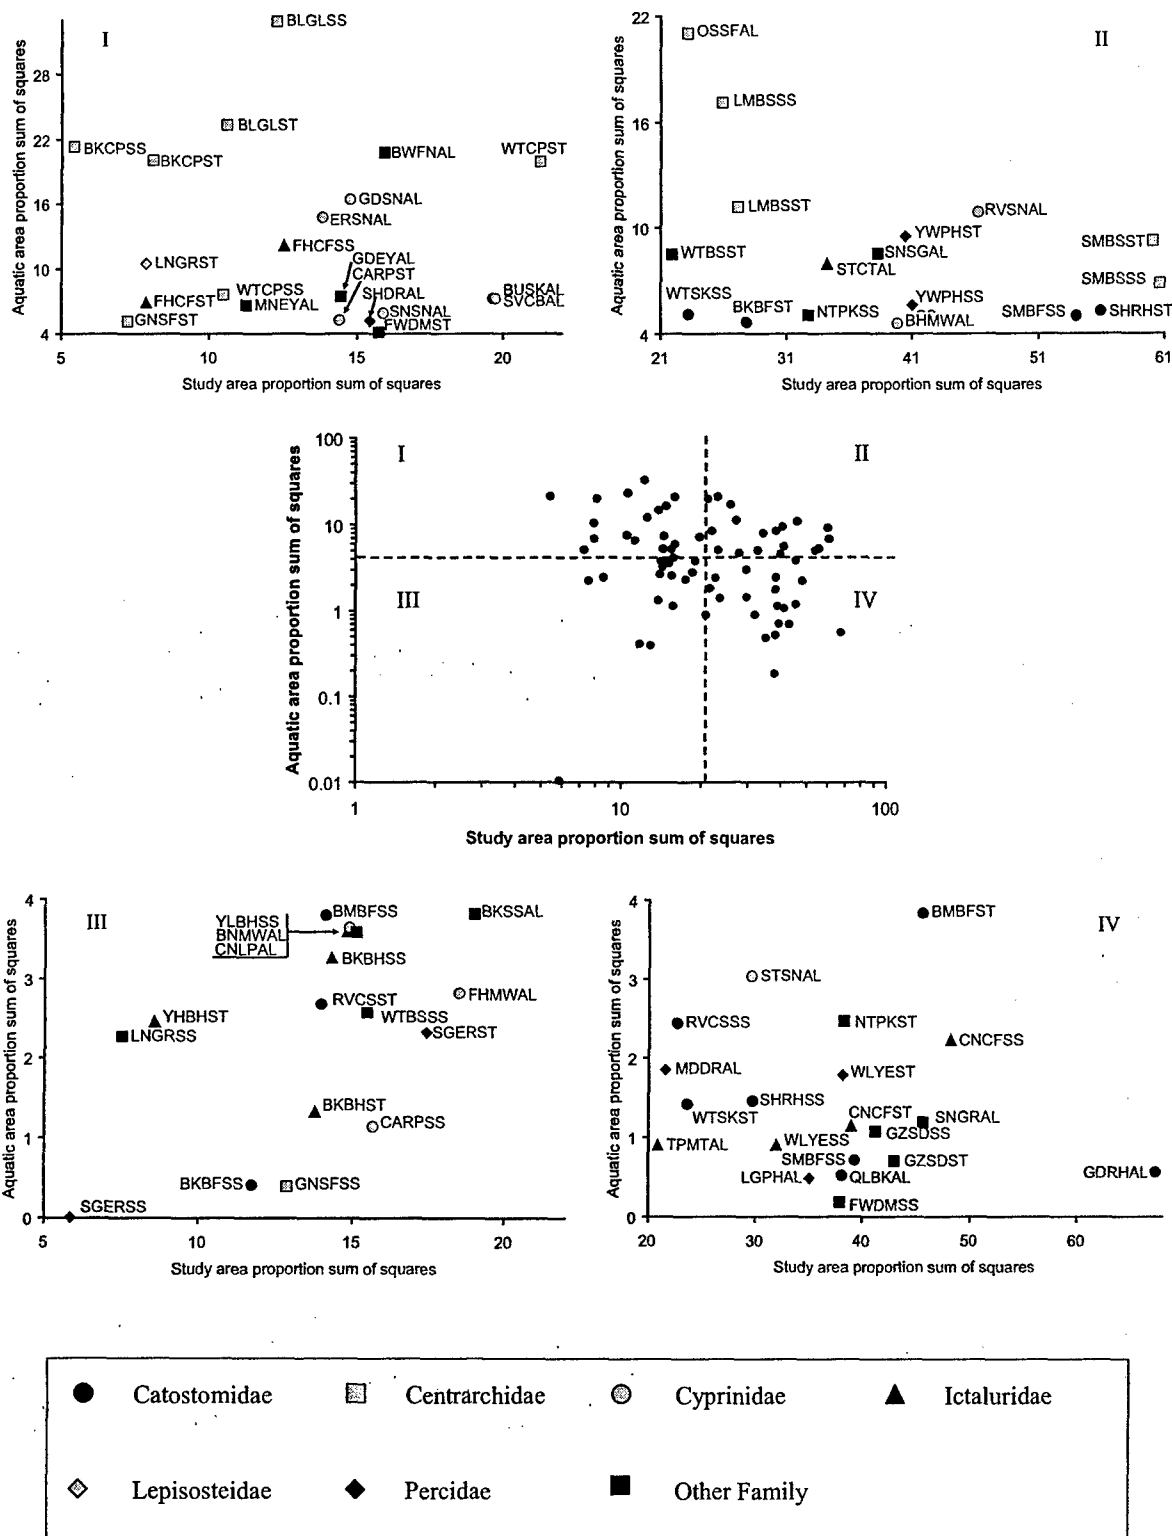 I
Aquatic area proportion sum of squares
28
22
16
10
4
BLGLSS
BLGLST
BKCPSS
BKCPST
BWFNAL
WTCPST
GDSNAL
ERSNAL
FHCFSS
GDEYAL
CARPST
LNGRST
SHDRAL
WTCPSS
BUSKAL
FHCFST
MNEYAL
SVCBAL
SNSNAL
GNSFST
FWDMST
5 10 15 20
Study area proportion sum of squares
II
Aquatic area proportion sum of squares
22
16
10
4
OSSFAL
LMBSSS
LMBSST
RVSNAL
YWPHST
SMBSST
WTBSST
SNSGAL
STCTAL
SMBSSS
WTSKSS
YWPHSS
BKBFST
NTPKSS
SMBFSS
SHRHST
BHMWAL
21 31 41 51 61
Study area proportion sum of squares
I
II
III
IV
Aquatic area proportion sum of squares
100
10
1
0.1
0.01
1 10 100
Study area proportion sum of squares
III
Aquatic area proportion sum of squares
4
3
2
1
0
YLBHSS
BNMWAL
CNLPAL
BMBFSS
BKSSAL
BKBHSS
RVCSST
FHMWAL
YHBHST
WTBSSS
LNGRSS
SGERST
BKBHST
CARPSS
BKBFSS
GNSFSS
SGERSS
5 10 15 20
Study area proportion sum of squares
IV
Aquatic area proportion sum of squares
4
3
2
1
0
BMBFST
STSNAL
RVCSSS
NTPKST
CNCFSS
MDDRAL
WLYEST
SHRHSS
WTSKST
CNCFST
SNGRAL
GZSDSS
TPMTAL
WLYESS
SMBFSS
GZSDST
LGPHAL
QLBKAL
GDRHAL
FWDMSS
20 30 40 50 60
Study area proportion sum of squares
Catostomidae Centrarchidae Cyprinidae Ictaluridae
Lepisosteidae Percidae Other Family